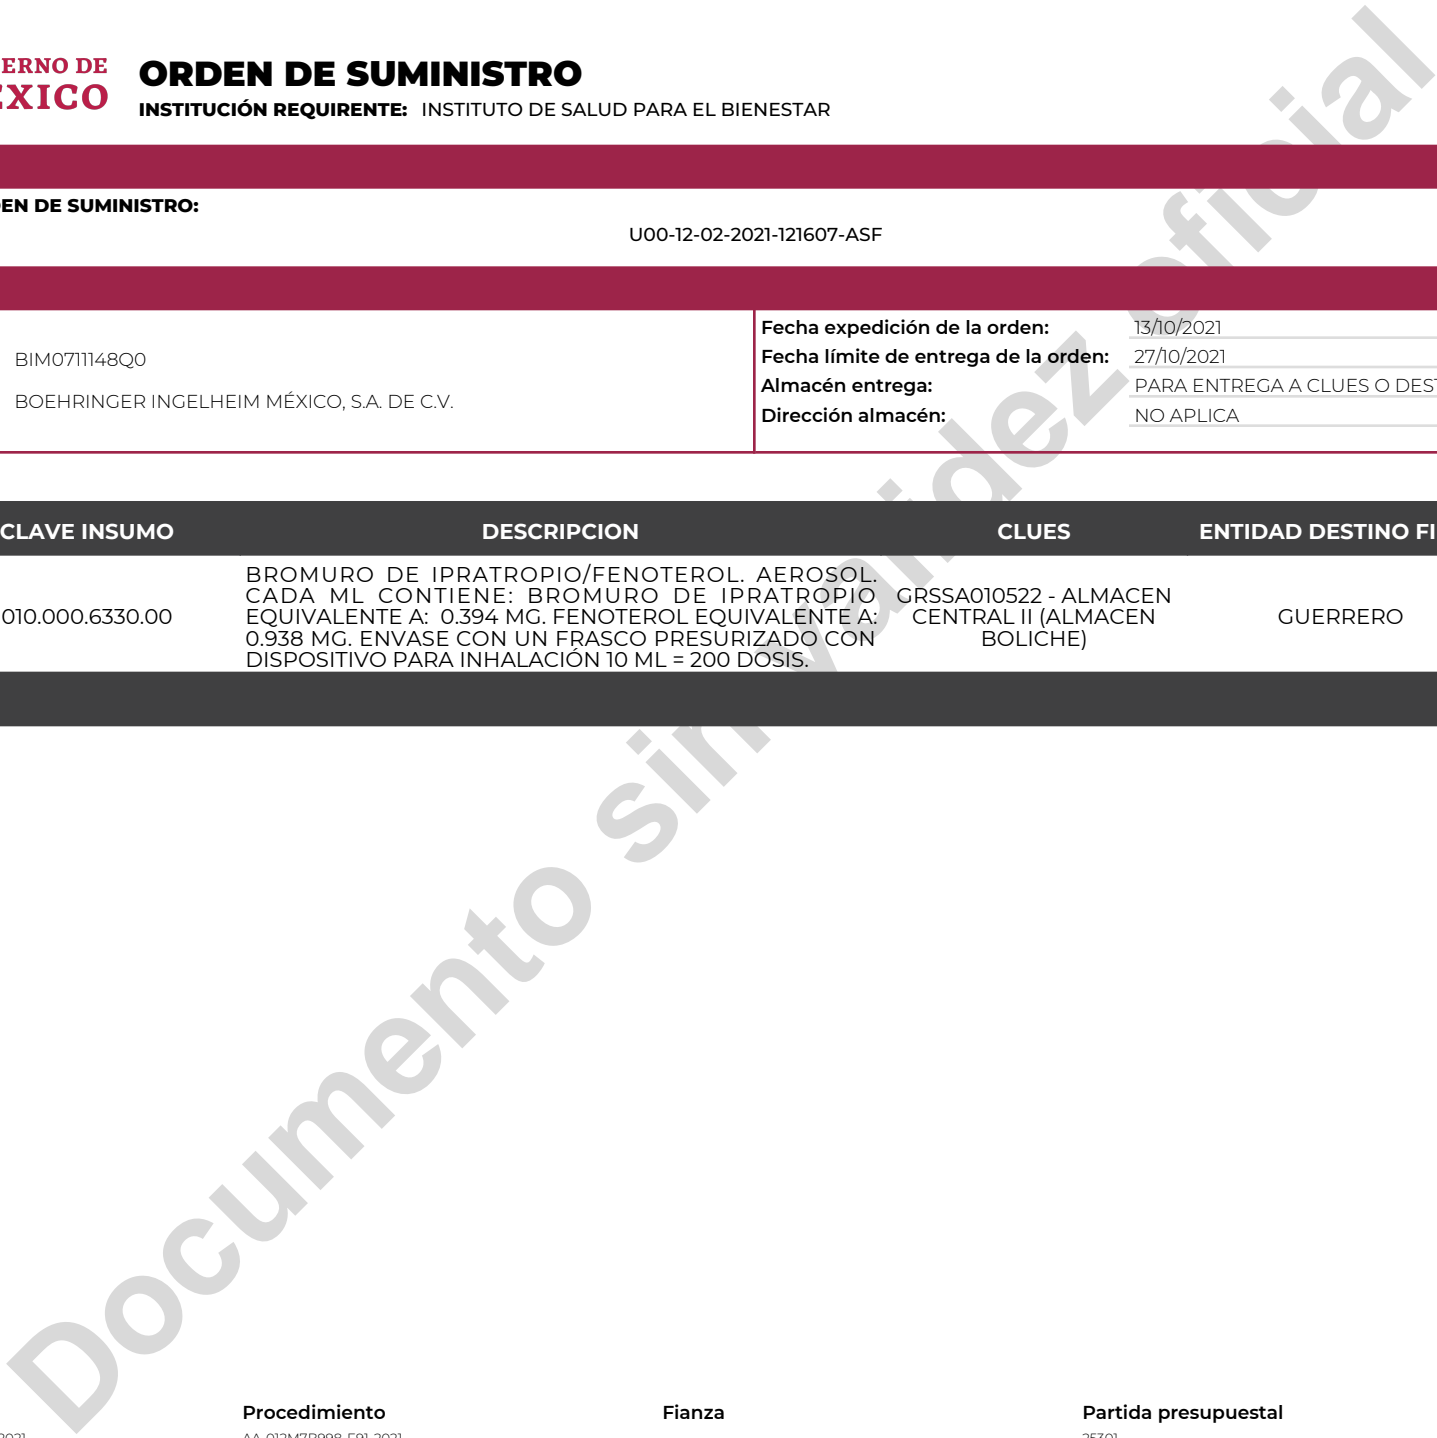 ERNO DE
ÉXICO
ORDEN DE SUMINISTRO
INSTITUCIÓN REQUIRENTE: INSTITUTO DE SALUD PARA EL BIENESTAR
EN DE SUMINISTRO:
U00-12-02-2021-121607-ASF
BIM0711148Q0
BOEHRINGER INGELHEIM MÉXICO, S.A. DE C.V.
Fecha expedición de la orden: 13/10/2021
Fecha límite de entrega de la orden: 27/10/2021
Almacén entrega: PARA ENTREGA A CLUES O DEST
Dirección almacén: NO APLICA
CLAVE INSUMO DESCRIPCION CLUES ENTIDAD DESTINO FI
010.000.6330.00
BROMURO DE IPRATROPIO/FENOTEROL. AEROSOL.
CADA ML CONTIENE: BROMURO DE IPRATROPIO
EQUIVALENTE A: 0.394 MG. FENOTEROL EQUIVALENTE A:
0.938 MG. ENVASE CON UN FRASCO PRESURIZADO CON
DISPOSITIVO PARA INHALACIÓN 10 ML = 200 DOSIS.
GRSSA010522 - ALMACEN
CENTRAL II (ALMACEN
BOLICHE)
GUERRERO
Documento sin validez oficial
Procedimiento Fianza Partida presupuestal